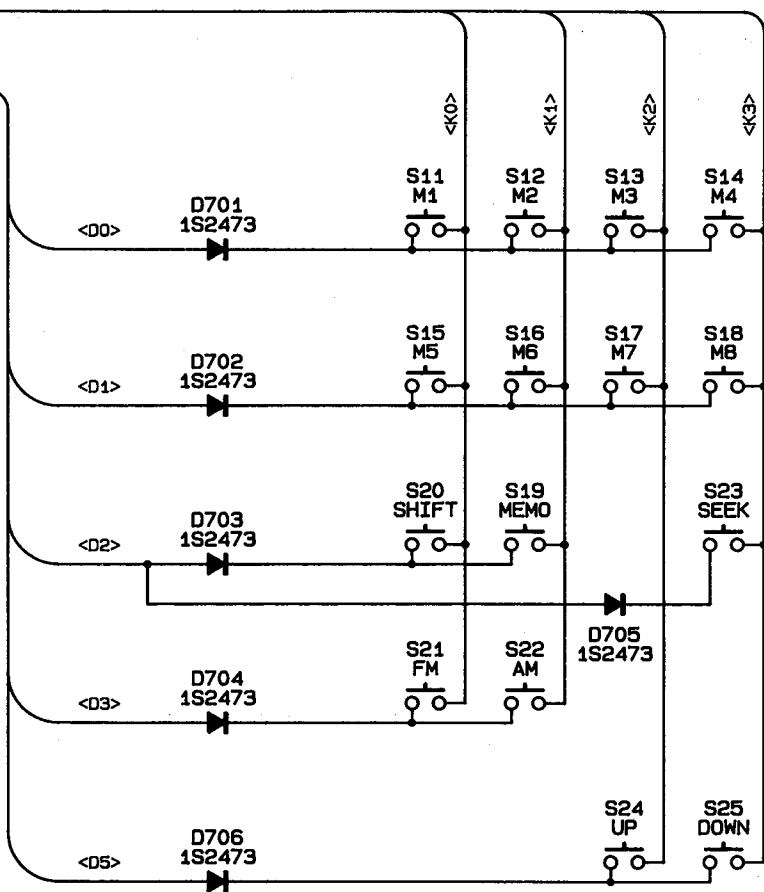 <K0>
<K1>
<K2>
<K3>
S11
M1
S12
M2
S13
M3
S14
M4
D701
1S2473
<D0>
S15
M5
S16
M6
S17
M7
S18
M8
D702
1S2473
<D1>
S20
SHIFT
S19
MEMO
S23
SEEK
D703
1S2473
<D2>
D705
1S2473
S21
FM
S22
AM
D704
1S2473
<D3>
S24
UP
S25
DOWN
D706
1S2473
<D5>